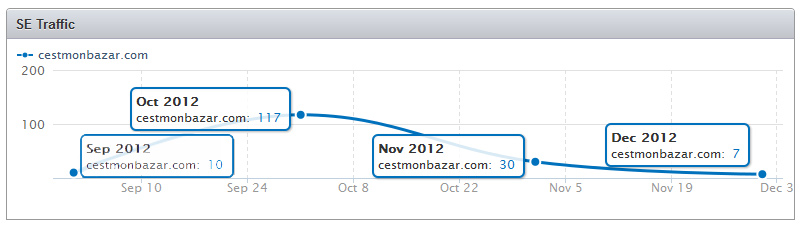 SE Traffic
cestmonbazar.com
200
100
Oct 2012
cestmonbazar.com: 117
Sep 2012
cestmonbazar.com: 10
Nov 2012
cestmonbazar.com: 30
Dec 2012
cestmonbazar.com: 7
Sep 10 Sep 24 Oct 8 Oct 22 Nov 5 Nov 19 Dec 3